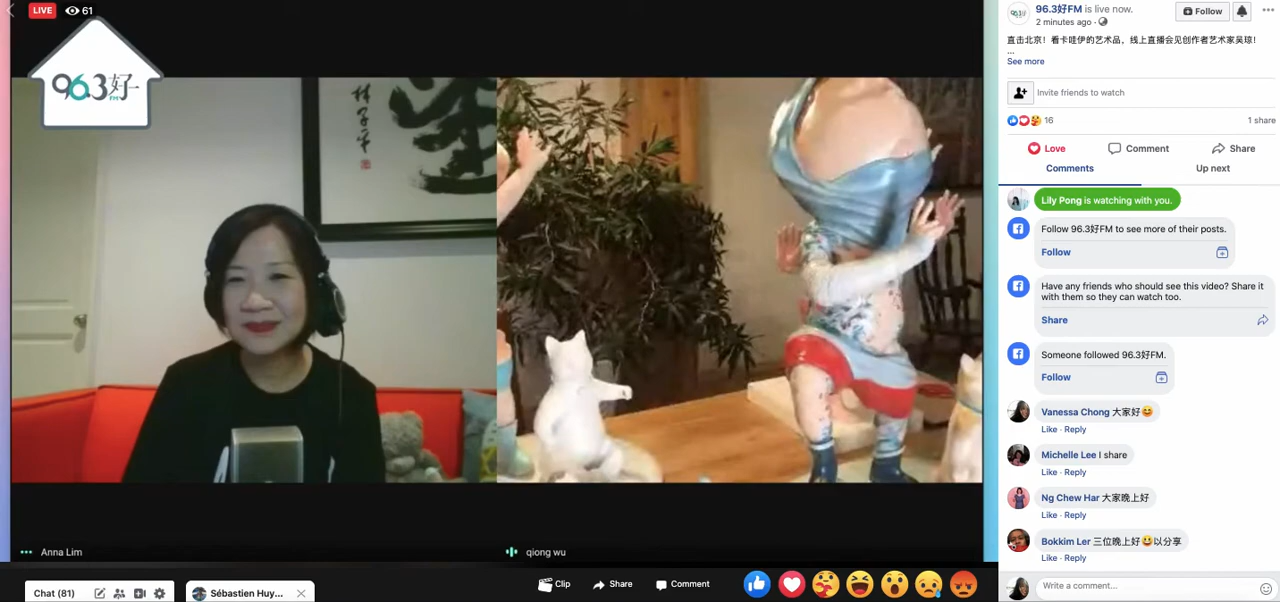 LIVE 61
96.3好
FM
Anna Lim
qiong wu
Clip
Share
Comment
Chat (81)
Sébastien Huy...
96.3好FM is live now.
2 minutes ago ·
Follow
直击北京！看卡哇伊的艺术品，线上直播会见创作者艺术家吴琼！
...
See more
Invite friends to watch
16
1 share
Love
Comment
Share
Comments
Up next
Lily Pong is watching with you.
Follow 96.3好FM to see more of their posts.
Follow
Have any friends who should see this video? Share it
with them so they can watch too.
Share
Someone followed 96.3好FM.
Follow
Vanessa Chong 大家好😊
Like · Reply
Michelle Lee I share
Like · Reply
Ng Chew Har 大家晚上好
Like · Reply
Bokkim Ler 三位晚上好😃以分享
Like · Reply
Write a comment...